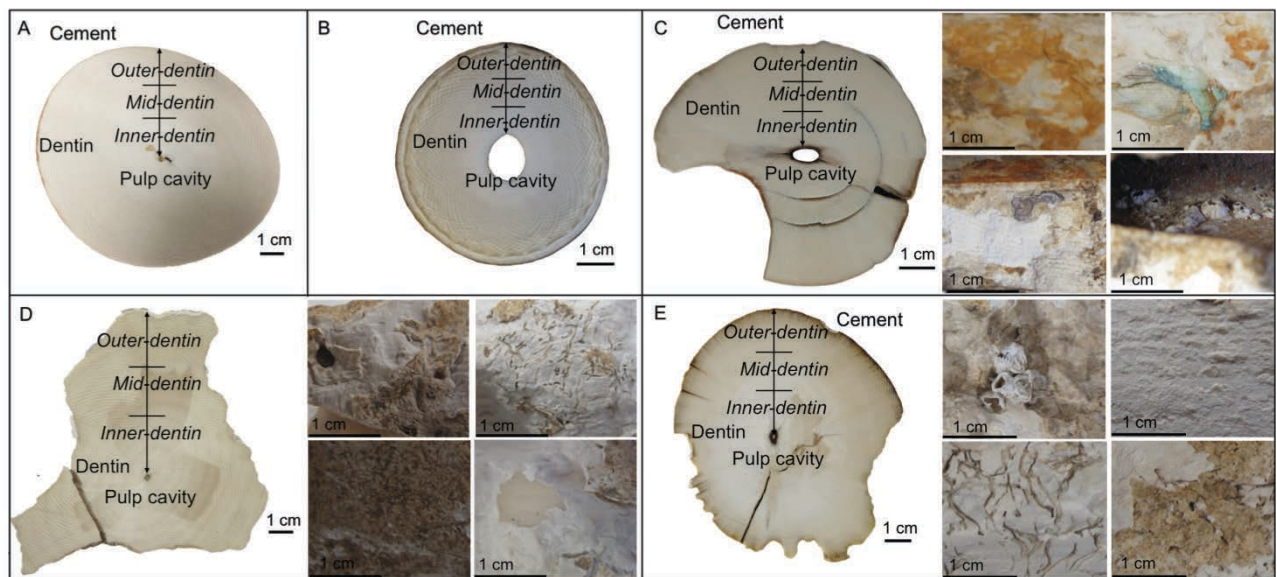 A
Cement
Outer-dentin
Mid-dentin
Inner-dentin
Dentin
Pulp cavity
1 cm
B
Cement
Outer-dentin
Mid-dentin
Inner-dentin
Dentin
Pulp cavity
1 cm
C
Outer-dentin
Dentin
Mid-dentin
Inner-dentin
Pulp cavity
1 cm
1 cm
1 cm
1 cm
1 cm
D
Outer-dentin
Mid-dentin
Inner-dentin
Dentin
Pulp cavity
1 cm
1 cm
1 cm
1 cm
1 cm
E
Cement
Outer-dentin
Mid-dentin
Inner-dentin
Dentin
Pulp cavity
1 cm
1 cm
1 cm
1 cm
1 cm